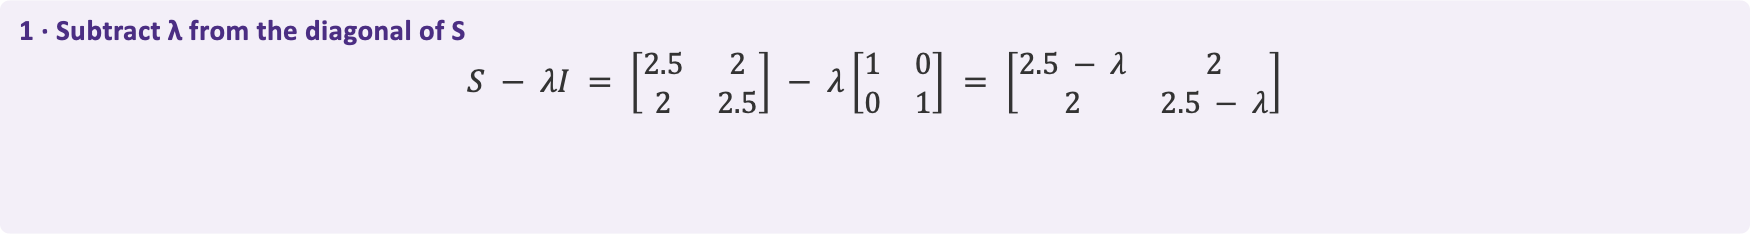 1 · Subtract λ from the diagonal of S
S − λI = [2.5 2 2 2.5] − λ [1 0 0 1] = [2.5 − λ 2 2 2.5 − λ]